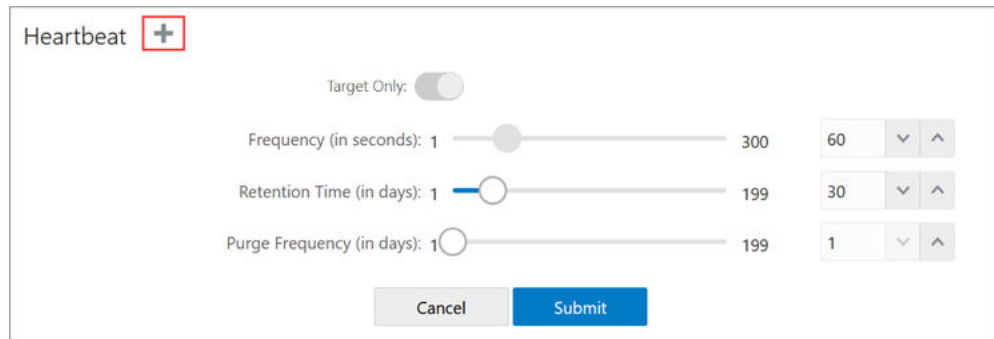 Heartbeat +
Target Only:
Frequency (in seconds): 1 300 60
Retention Time (in days): 1 199 30
Purge Frequency (in days): 1 199 1
Cancel Submit